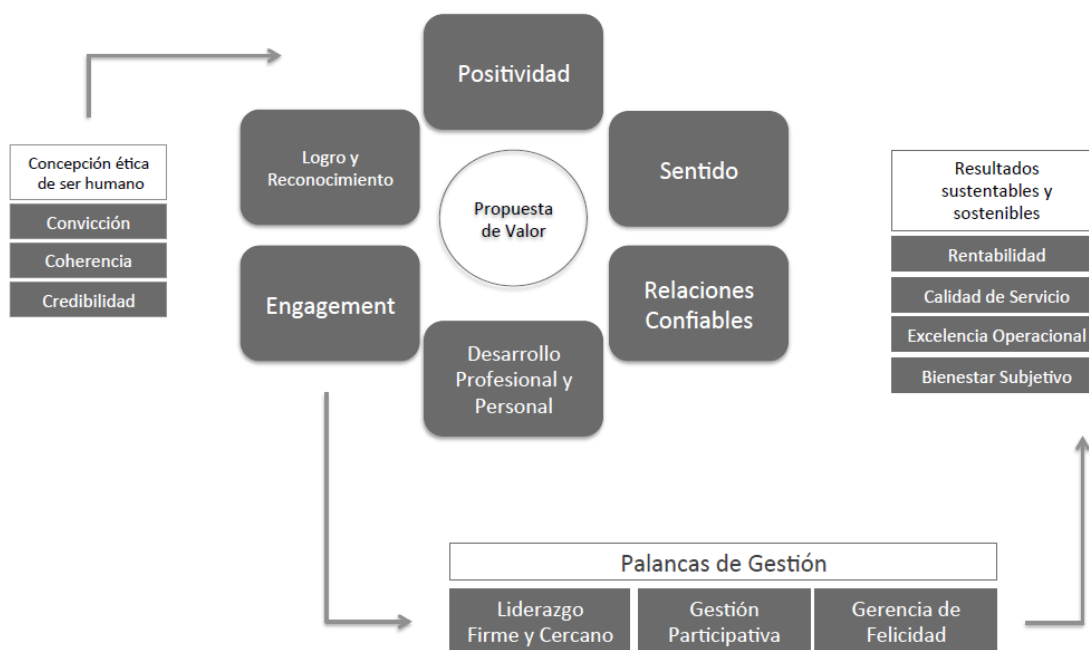 Concepción ética
de ser humano
Convicción
Coherencia
Credibilidad
Positividad
Logro y
Reconocimiento
Sentido
Propuesta
de Valor
Engagement
Relaciones
Confiables
Desarrollo
Profesional y
Personal
Palancas de Gestión
Liderazgo
Firme y Cercano
Gestión
Participativa
Gerencia de
Felicidad
Resultados
sustentables y
sostenibles
Rentabilidad
Calidad de Servicio
Excelencia Operacional
Bienestar Subjetivo